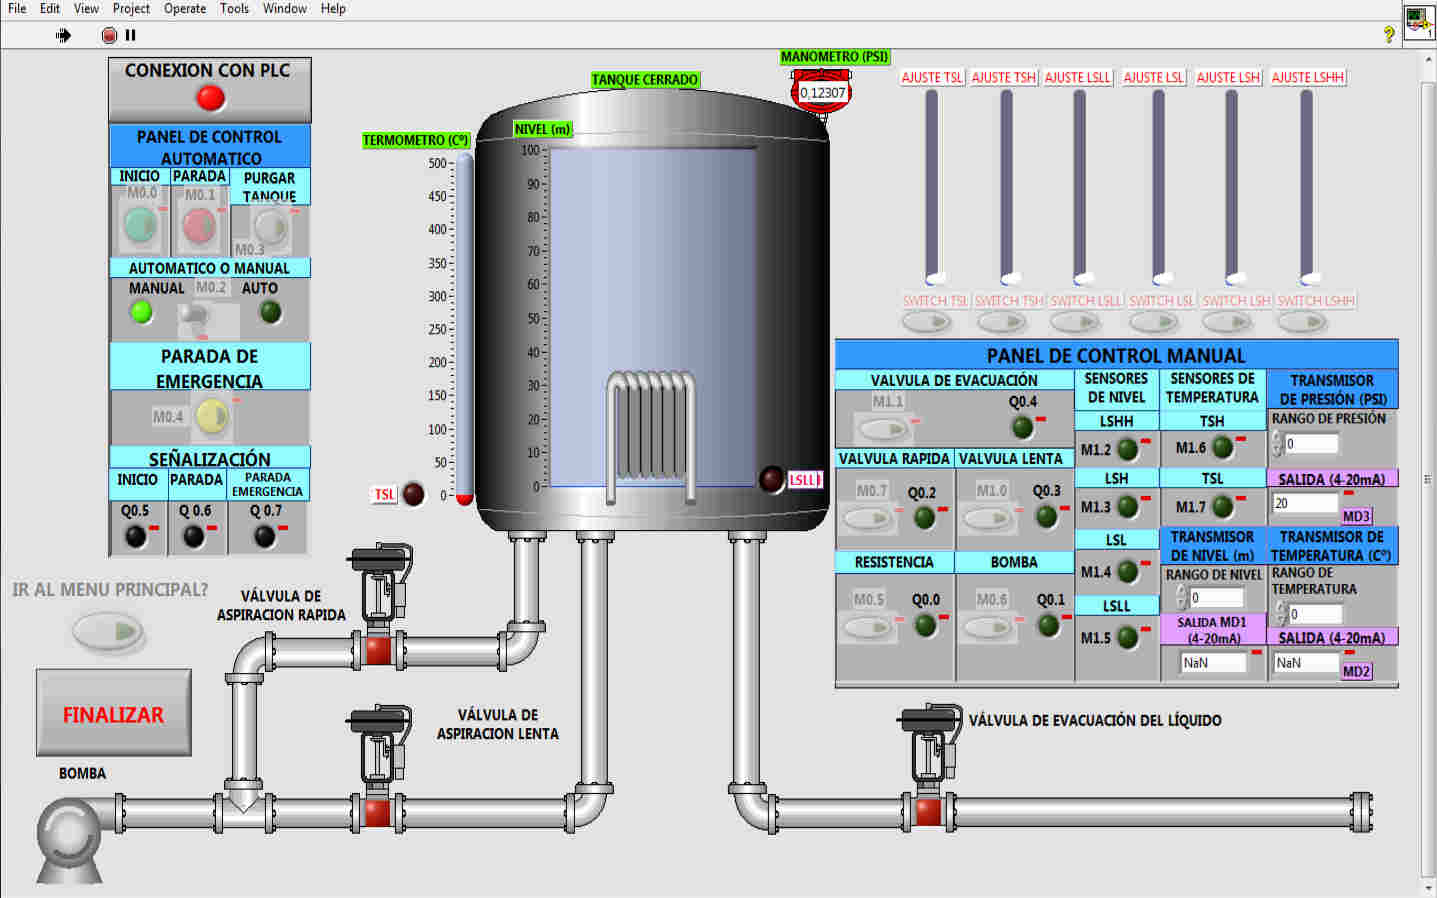 File Edit View Project Operate Tools Window Help
CONEXION CON PLC
PANEL DE CONTROL
AUTOMATICO
INICIO PARADA PURGAR
TANQUE
M0.0 M0.1
M0.3
AUTOMATICO O MANUAL
MANUAL M0.2 AUTO
PARADA DE
EMERGENCIA
M0.4
SEÑALIZACIÓN
INICIO PARADA PARADA
EMERGENCIA
Q0.5 Q 0.6 Q 0.7
IR AL MENU PRINCIPAL?
FINALIZAR
BOMBA
TANQUE CERRADO
MANOMETRO (PSI)
0,12307
TERMOMETRO (Cº)
500
450
400
350
300
250
200
150
100
50
0
NIVEL (m)
100
90
80
70
60
50
40
30
20
10
0
TSL
LSLL
VÁLVULA DE
ASPIRACION RAPIDA
VÁLVULA DE
ASPIRACION LENTA
VÁLVULA DE EVACUACIÓN DEL LÍQUIDO
AJUSTE TSL AJUSTE TSH AJUSTE LSLL AJUSTE LSL AJUSTE LSH AJUSTE LSHH
SWITCH TSL SWITCH TSH SWITCH LSLL SWITCH LSL SWITCH LSH SWITCH LSHH
PANEL DE CONTROL MANUAL
VALVULA DE EVACUACIÓN
M1.1 Q0.4
VALVULA RAPIDA VALVULA LENTA
M0.7 Q0.2 M1.0 Q0.3
RESISTENCIA BOMBA
M0.5 Q0.0 M0.6 Q0.1
SENSORES
DE NIVEL
LSHH
M1.2
LSH
M1.3
LSL
M1.4
LSLL
M1.5
SENSORES DE
TEMPERATURA
TSH
M1.6
TSL
M1.7
TRANSMISOR
DE NIVEL (m)
RANGO DE NIVEL
0
SALIDA MD1
(4-20mA)
NaN
TRANSMISOR
DE PRESIÓN (PSI)
RANGO DE PRESIÓN
0
SALIDA (4-20mA)
20
MD3
TRANSMISOR DE
TEMPERATURA (Cº)
RANGO DE
TEMPERATURA
0
SALIDA (4-20mA)
NaN
MD2